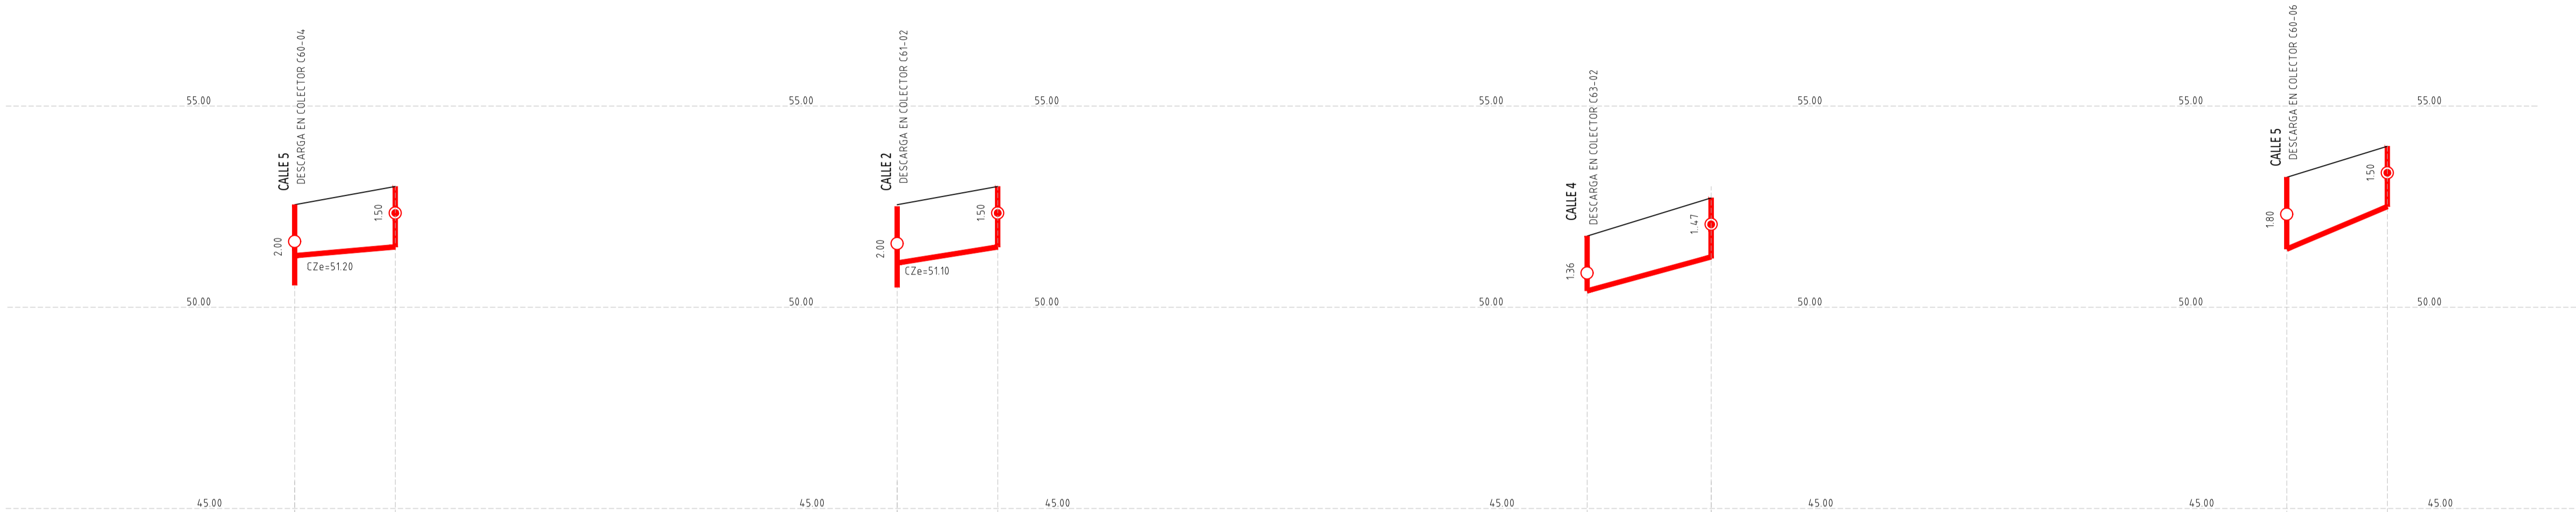 CALLE 5
DESCARGA EN COLECTOR C60-04
CALLE 2
DESCARGA EN COLECTOR C61-02
CALLE 4
DESCARGA EN COLECTOR C63-02
CALLE 5
DESCARGA EN COLECTOR C60-06
55.00
55.00
55.00
55.00
55.00
55.00
55.00
2.00
1.50
CZe=51.20
2.00
1.50
CZe=51.10
1.36
1.47
1.80
1.50
50.00
50.00
50.00
50.00
50.00
50.00
50.00
45.00
45.00
45.00
45.00
45.00
45.00
45.00